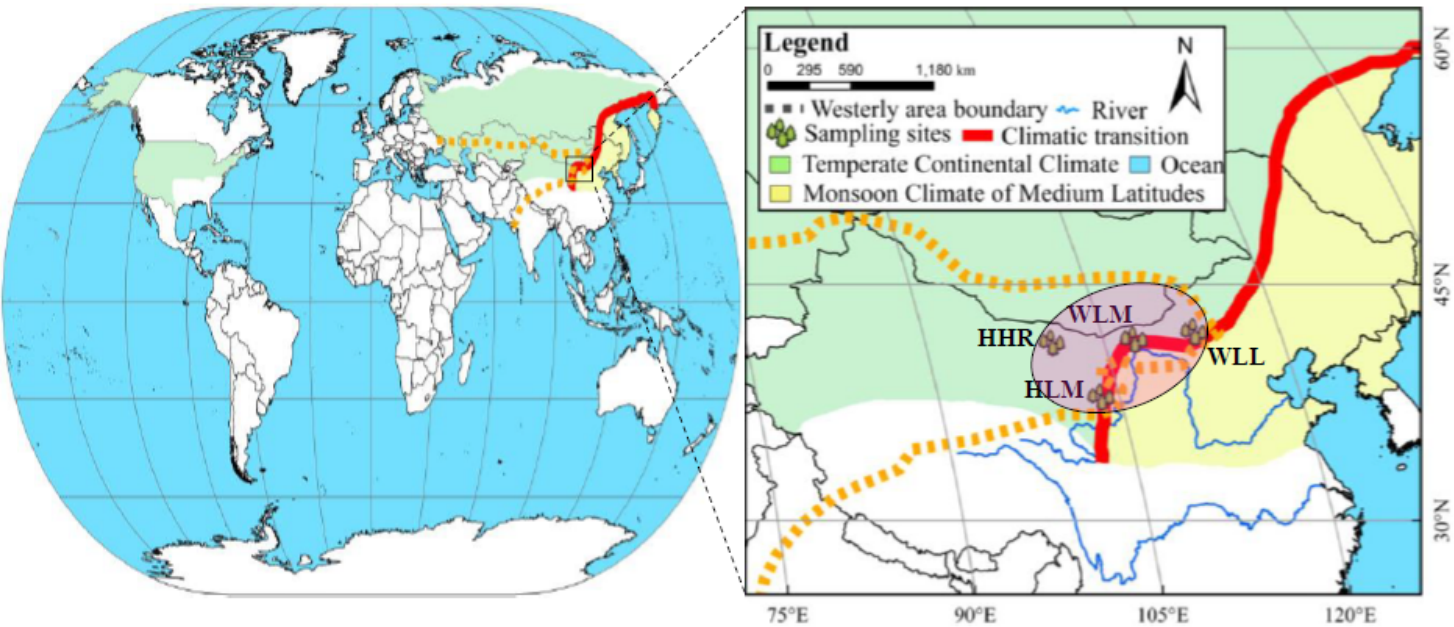 Legend
N
0 295 590 1,180 km
Westerly area boundary River
Sampling sites Climatic transition
Temperate Continental Climate Ocean
Monsoon Climate of Medium Latitudes
60°N
45°N
WLM
HHR
WLL
HLM
30°N
75°E 90°E 105°E 120°E